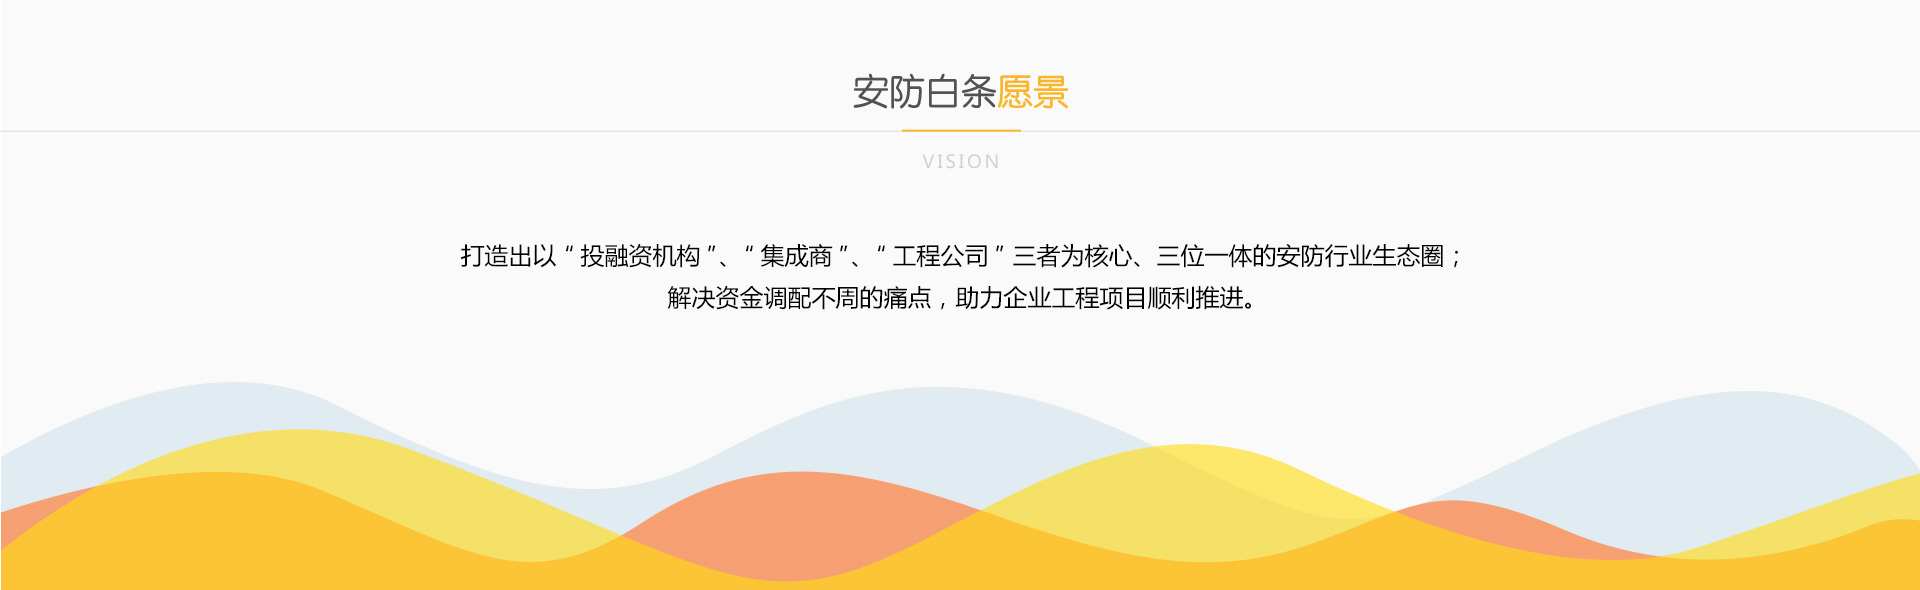 安防白条愿景
VISION
打造出以“投融资机构”、“集成商”、“工程公司”三者为核心、三位一体的安防行业生态圈；
解决资金调配不周的痛点，助力企业工程项目顺利推进。